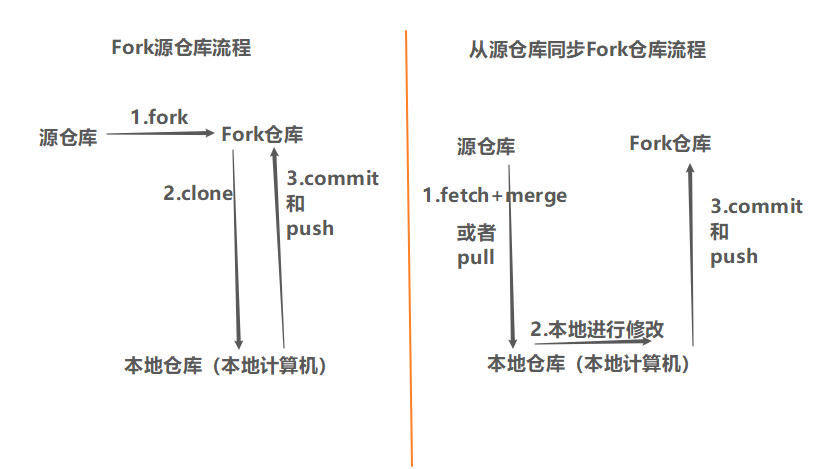 Fork源仓库流程
源仓库
1.fork
Fork仓库
2.clone
3.commit
和
push
本地仓库（本地计算机）
从源仓库同步Fork仓库流程
源仓库
Fork仓库
1.fetch+merge
或者
pull
3.commit
和
push
2.本地进行修改
本地仓库（本地计算机）